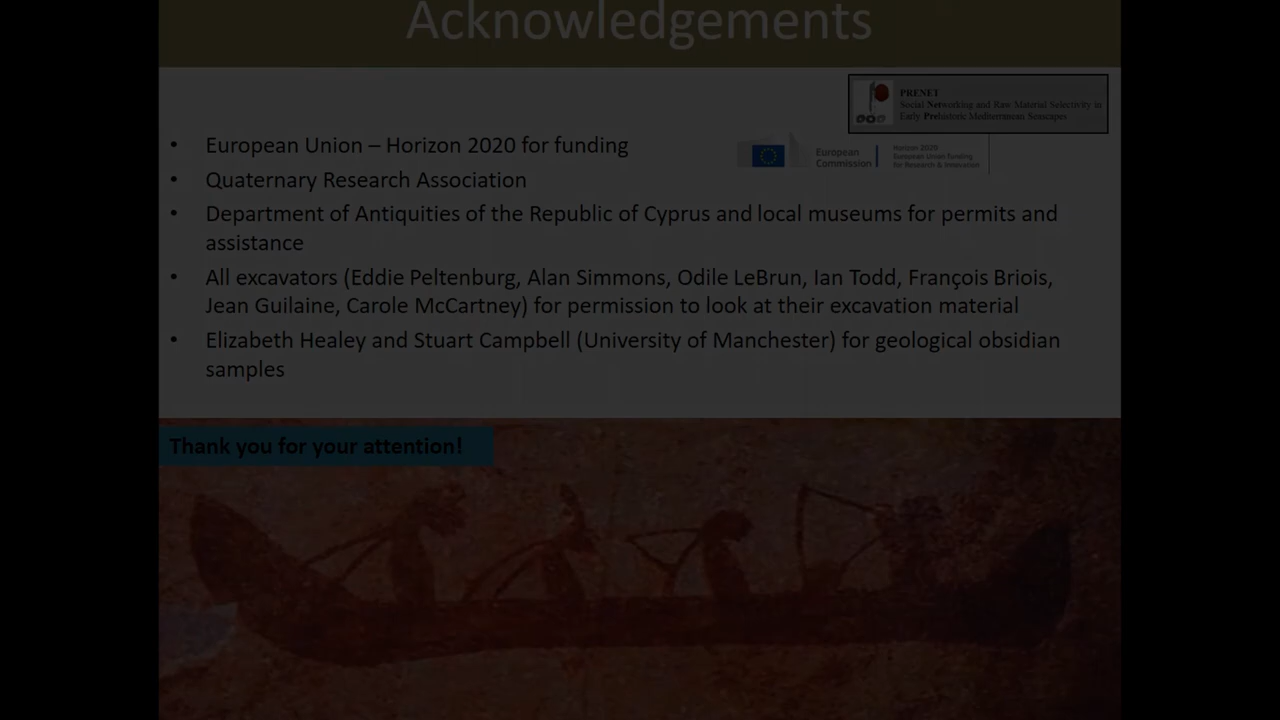 Acknowledgements
PRENET
Social Networking and Raw Material Selectivity in
Early Prehistoric Mediterranean Seascapes
• European Union – Horizon 2020 for funding
European
Commission
Horizon 2020
European Union funding
for Research & Innovation
• Quaternary Research Association
• Department of Antiquities of the Republic of Cyprus and local museums for permits and
assistance
• All excavators (Eddie Peltenburg, Alan Simmons, Odile LeBrun, Ian Todd, François Briois,
Jean Guilaine, Carole McCartney) for permission to look at their excavation material
• Elizabeth Healey and Stuart Campbell (University of Manchester) for geological obsidian
samples
Thank you for your attention!